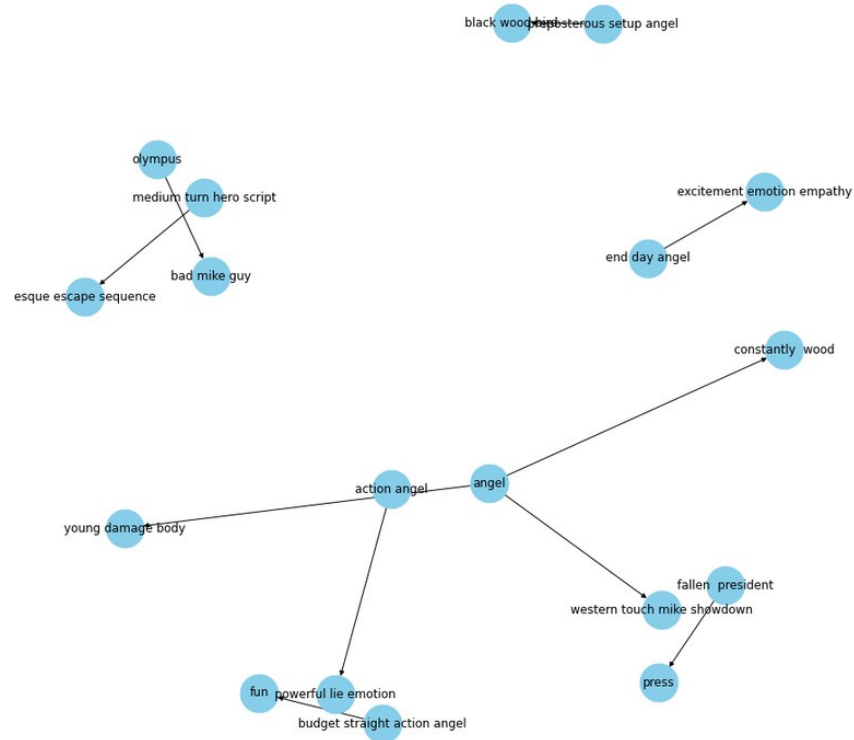 black wood bird
preposterous setup angel
olympus
medium turn hero script
excitement emotion empathy
end day angel
bad mike guy
esque escape sequence
constantly  wood
angel
action angel
young damage body
fallen  president
western touch mike showdown
press
fun
powerful lie emotion
budget straight action angel